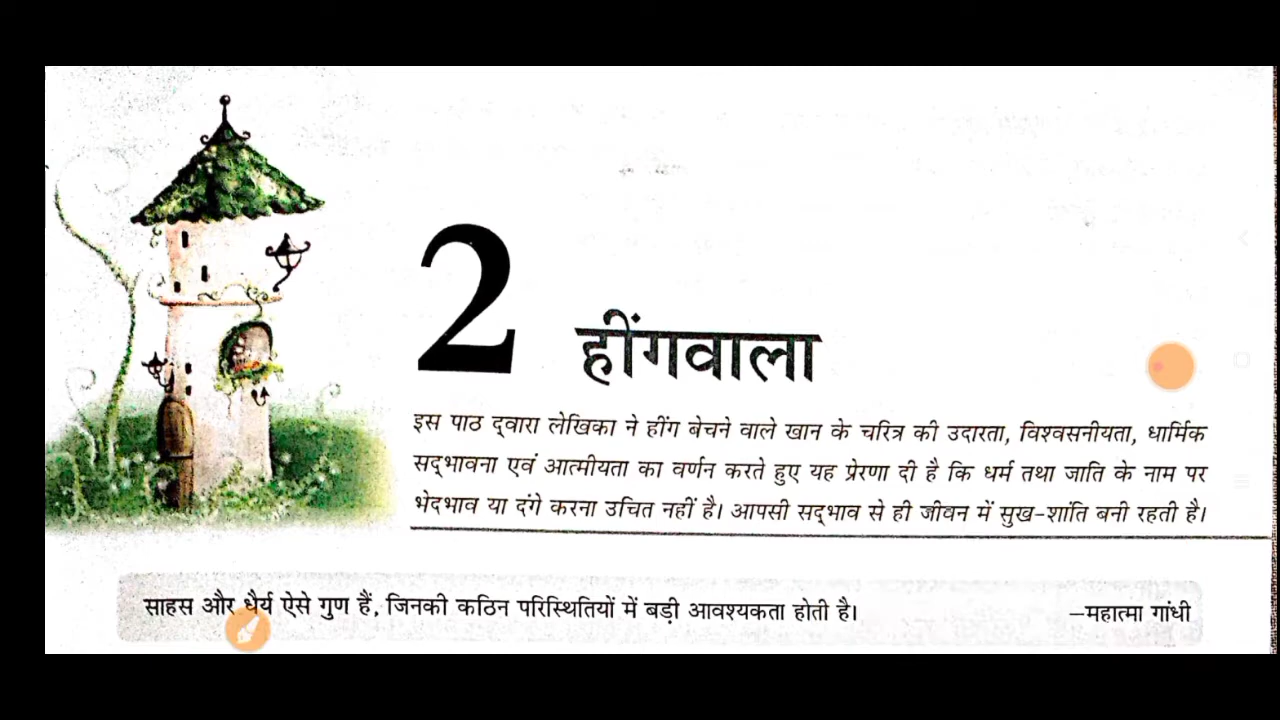 2
हींगवाला
इस पाठ द्वारा लेखिका ने हींग बेचने वाले खान के चरित्र की उदारता, विश्वसनीयता, धार्मिक
सद्भावना एवं आत्मीयता का वर्णन करते हुए यह प्रेरणा दी है कि धर्म तथा जाति के नाम पर
भेदभाव या दंगे करना उचित नहीं है। आपसी सद्भाव से ही जीवन में सुख-शांति बनी रहती है।
साहस और धैर्य ऐसे गुण हैं, जिनकी कठिन परिस्थितियों में बड़ी आवश्यकता होती है। –महात्मा गांधी